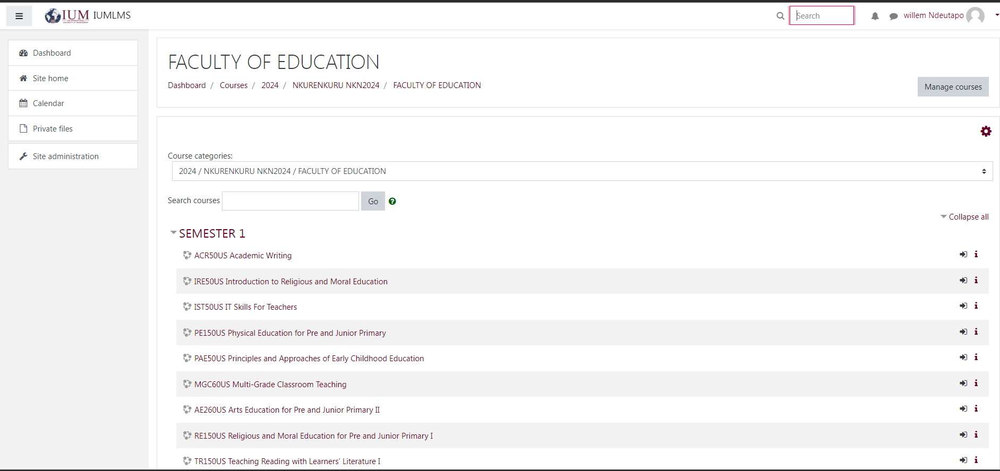 IUM IUMLMS
Search
willem Ndeutapo
Dashboard
Site home
Calendar
Private files
Site administration
FACULTY OF EDUCATION
Dashboard / Courses / 2024 / NKURENKURU NKN2024 / FACULTY OF EDUCATION
Manage courses
Course categories:
2024 / NKURENKURU NKN2024 / FACULTY OF EDUCATION
Search courses
Go
Collapse all
SEMESTER 1
ACR50US Academic Writing
IRE50US Introduction to Religious and Moral Education
IST50US IT Skills For Teachers
PE150US Physical Education for Pre and Junior Primary
PAE50US Principles and Approaches of Early Childhood Education
MGC60US Multi-Grade Classroom Teaching
AE260US Arts Education for Pre and Junior Primary II
RE150US Religious and Moral Education for Pre and Junior Primary I
TR150US Teaching Reading with Learners’ Literature I